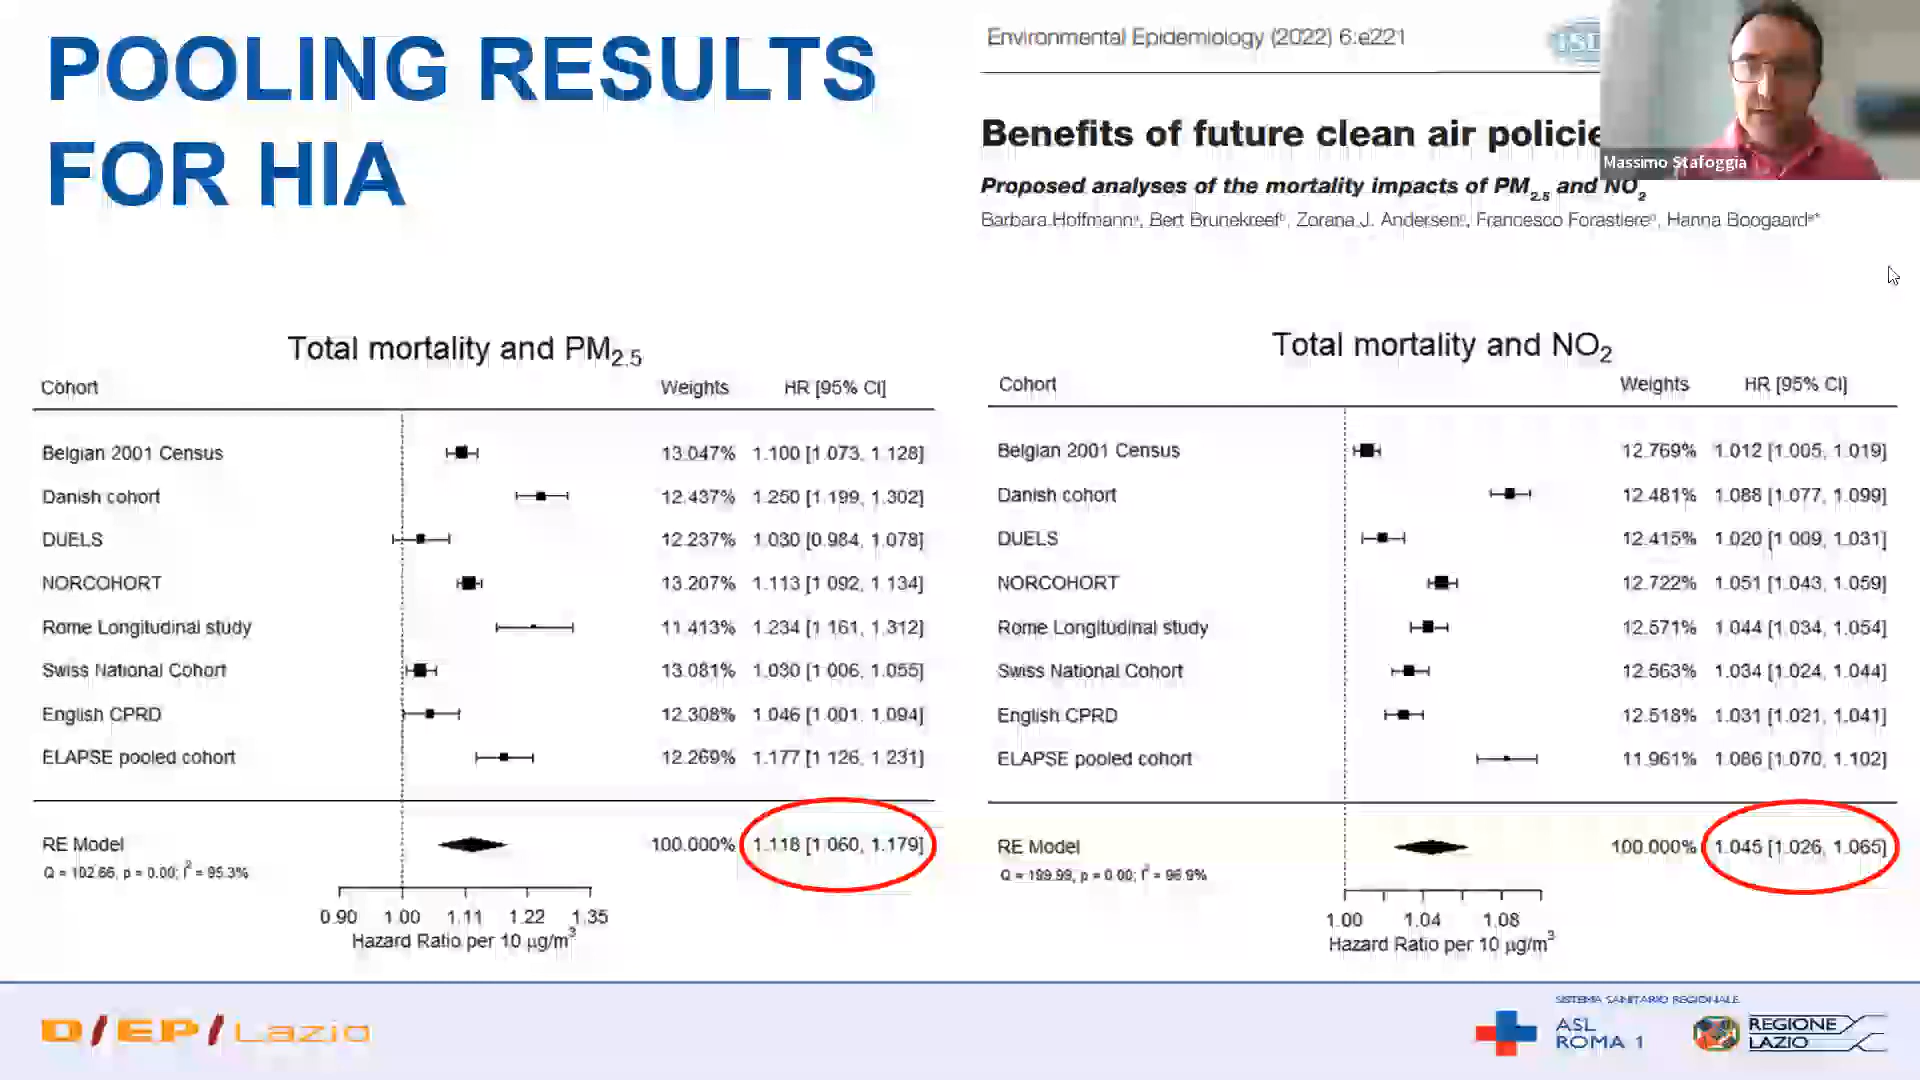 POOLING RESULTS
FOR HIA
Environmental Epidemiology (2022) 6:e221
Benefits of future clean air policie
Proposed analyses of the mortality impacts of PM2.5 and NO2
Barbara Hoffmann, Bert Brunekreef, Zorana J. Andersen, Francesco Forastiere, Hanna Boogaard
Massimo Stafoggia
Total mortality and PM2.5
Cohort Weights HR [95% CI]
Belgian 2001 Census 13.047% 1.100 [1.073, 1.128]
Danish cohort 12.437% 1.250 [1.199, 1.302]
DUELS 12.237% 1.030 [0.984, 1.078]
NORCOHORT 13.207% 1.113 [1.092, 1.134]
Rome Longitudinal study 11.413% 1.234 [1.161, 1.312]
Swiss National Cohort 13.081% 1.030 [1.006, 1.055]
English CPRD 12.308% 1.046 [1.001, 1.094]
ELAPSE pooled cohort 12.269% 1.177 [1.126, 1.231]
RE Model 100.000% 1.118 [1.060, 1.179]
Q = 102.66, p = 0.00; I² = 95.3%
0.90 1.00 1.11 1.22 1.35
Hazard Ratio per 10 µg/m³
Total mortality and NO2
Cohort Weights HR [95% CI]
Belgian 2001 Census 12.769% 1.012 [1.005, 1.019]
Danish cohort 12.481% 1.088 [1.077, 1.099]
DUELS 12.415% 1.020 [1.009, 1.031]
NORCOHORT 12.722% 1.051 [1.043, 1.059]
Rome Longitudinal study 12.571% 1.044 [1.034, 1.054]
Swiss National Cohort 12.563% 1.034 [1.024, 1.044]
English CPRD 12.518% 1.031 [1.021, 1.041]
ELAPSE pooled cohort 11.961% 1.086 [1.070, 1.102]
RE Model 100.000% 1.045 [1.026, 1.065]
Q = 199.99, p = 0.00; I² = 96.9%
1.00 1.04 1.08
Hazard Ratio per 10 µg/m³
D/EP/Lazio
SISTEMA SANITARIO REGIONALE
ASL
ROMA 1
REGIONE
LAZIO